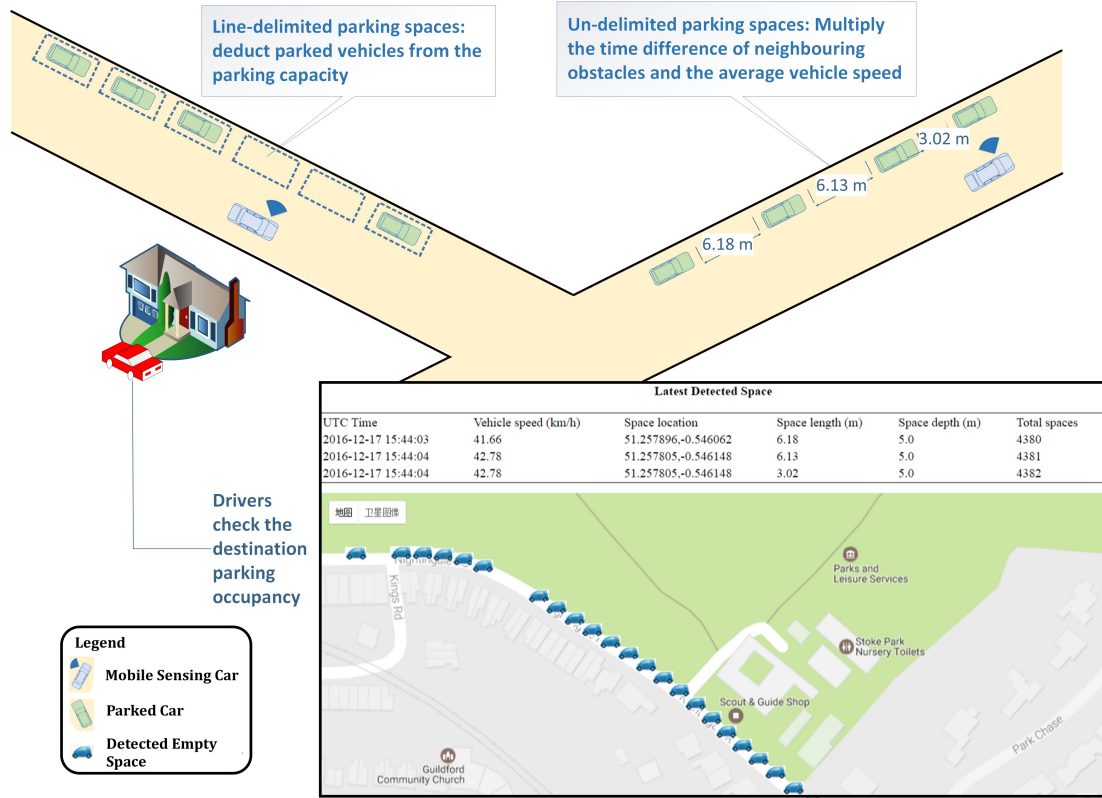 Line-delimited parking spaces:
deduct parked vehicles from the
parking capacity
Un-delimited parking spaces: Multiply
the time difference of neighbouring
obstacles and the average vehicle speed
3.02 m
6.13 m
6.18 m
Latest Detected Space
UTC Time Vehicle speed (km/h) Space location Space length (m) Space depth (m) Total spaces
2016-12-17 15:44:03 41.66 51.257896,-0.546062 6.18 5.0 4380
2016-12-17 15:44:04 42.78 51.257805,-0.546148 6.13 5.0 4381
2016-12-17 15:44:04 42.78 51.257805,-0.546148 3.02 5.0 4382
地图 卫星图像
Kings Rd
Parks and
Leisure Services
Stoke Park
Nursery Toilets
Scout & Guide Shop
Park Chase
Guildford
Community Church
Drivers
check the
destination
parking
occupancy
Legend
Mobile Sensing Car
Parked Car
Detected Empty
Space